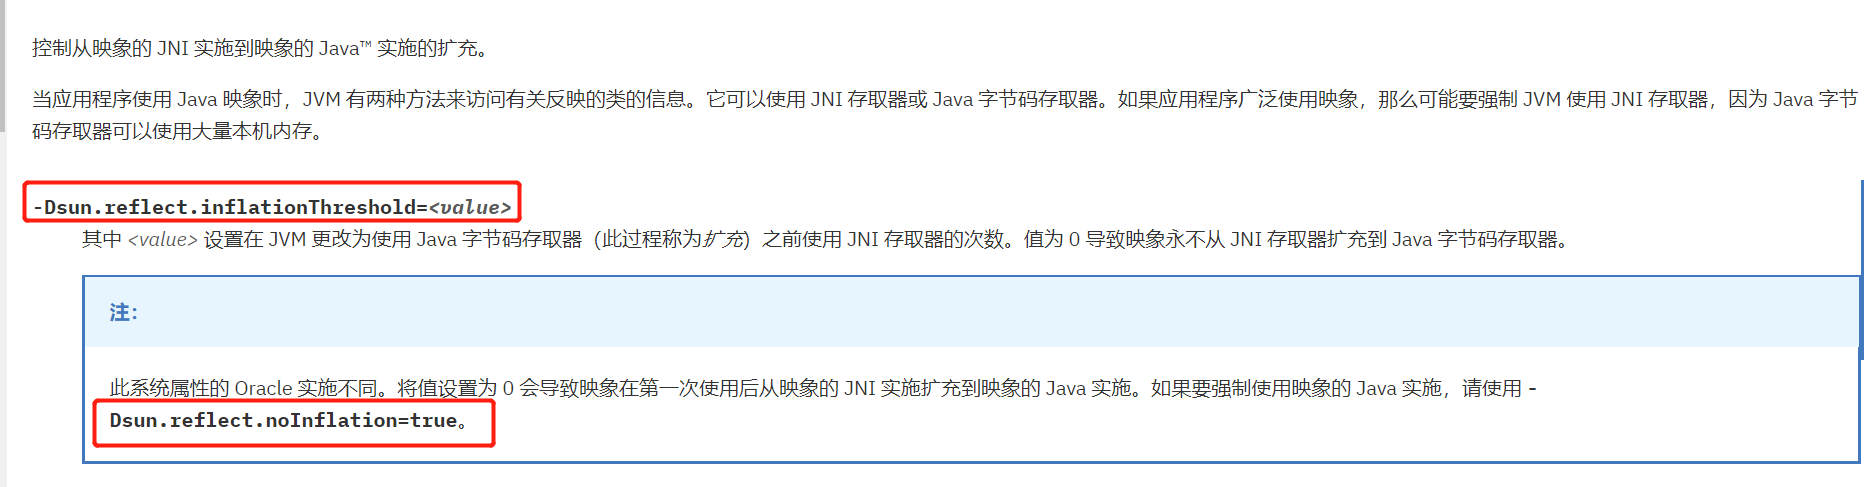 控制从映象的 JNI 实施到映象的 Java™ 实施的扩充。
当应用程序使用 Java 映象时，JVM 有两种方法来访问有关反映的类的信息。它可以使用 JNI 存取器或 Java 字节码存取器。如果应用程序广泛使用映象，那么可能要强制 JVM 使用 JNI 存取器，因为 Java 字节
码存取器可以使用大量本机内存。
-Dsun.reflect.inflationThreshold=<value>
其中 <value> 设置在 JVM 更改为使用 Java 字节码存取器（此过程称为扩充）之前使用 JNI 存取器的次数。值为 0 导致映象永不从 JNI 存取器扩充到 Java 字节码存取器。
注：
此系统属性的 Oracle 实施不同。将值设置为 0 会导致映象在第一次使用后从映象的 JNI 实施扩充到映象的 Java 实施。如果要强制使用映象的 Java 实施，请使用 -
Dsun.reflect.noInflation=true。